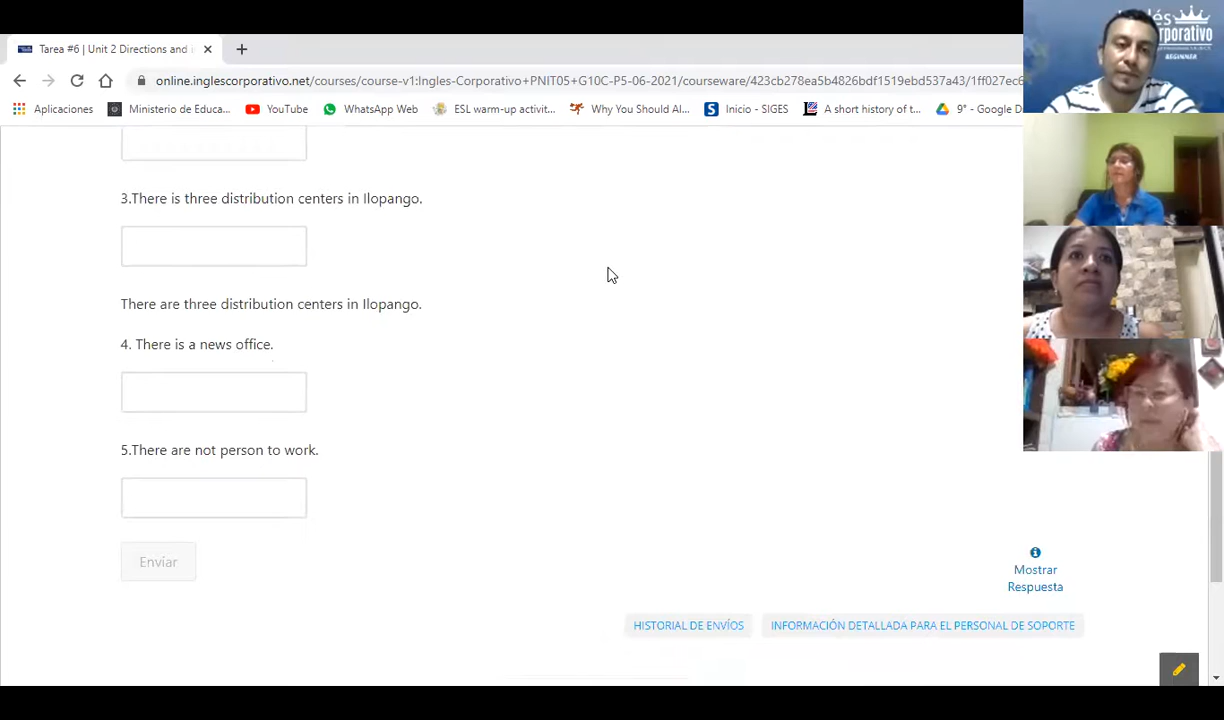 Tarea #6 | Unit 2 Directions and
online.inglescorporativo.net/courses/course-v1:Ingles-Corporativo+PNIT05+G10C-P5-06-2021/courseware/423cb278ea5b4826bdf1519ebd537a43/1ff027ec6
Aplicaciones Ministerio de Educa... YouTube WhatsApp Web ESL warm-up activit... Why You Should Al... Inicio - SIGES A short history of t... 9° - Google D
3.There is three distribution centers in Ilopango.
There are three distribution centers in Ilopango.
4. There is a news office.
5.There are not person to work.
Enviar
Mostrar
Respuesta
HISTORIAL DE ENVÍOS INFORMACIÓN DETALLADA PARA EL PERSONAL DE SOPORTE
BEGINNER